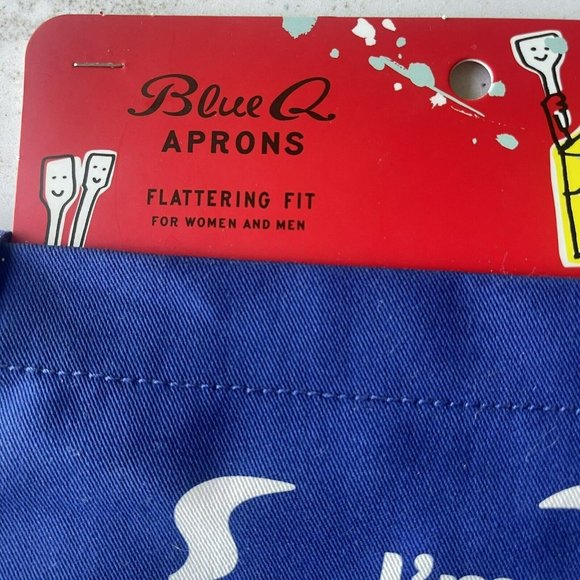 Blue Q
APRONS
FLATTERING FIT
FOR WOMEN AND MEN